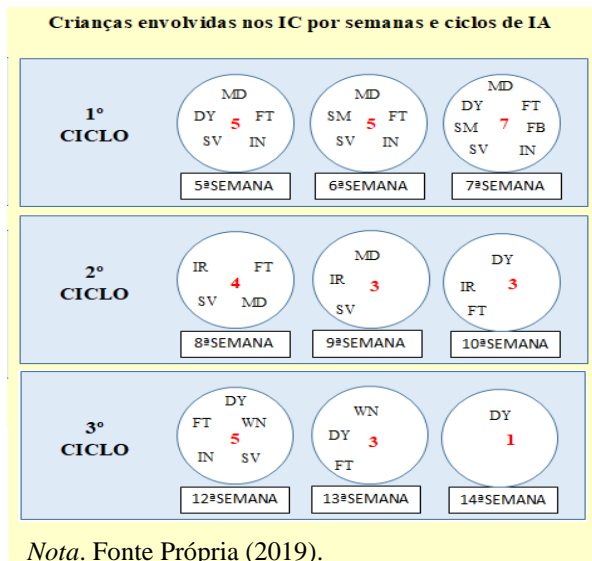 Crianças envolvidas nos IC por semanas e ciclos de IA
1º
CICLO
MD
DY FT
5
SV IN
5ªSEMANA
MD
SM FT
5
SV IN
6ªSEMANA
MD
DY FT
SM 7 FB
SV IN
7ªSEMANA
2º
CICLO
IR FT
4
SV MD
8ªSEMANA
MD
IR 3
SV
9ªSEMANA
DY
IR 3
FT
10ªSEMANA
3º
CICLO
DY
FT WN
5
IN SV
12ªSEMANA
WN
DY 3
FT
13ªSEMANA
DY
1
14ªSEMANA
Nota. Fonte Própria (2019).